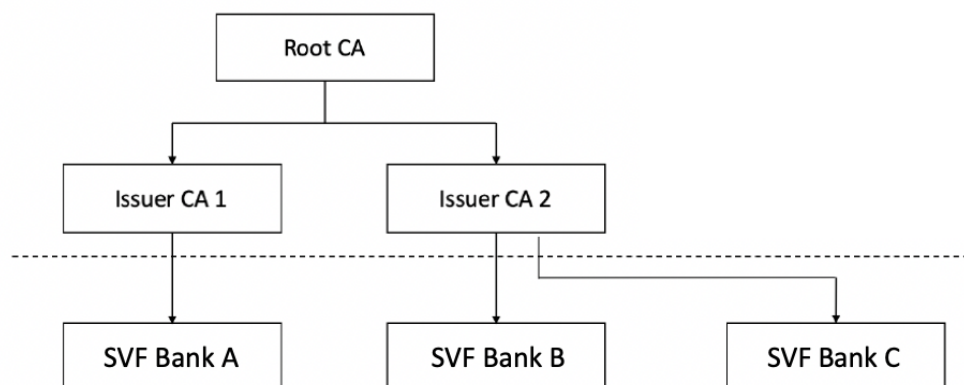 Root CA
Issuer CA 1
Issuer CA 2
SVF Bank A
SVF Bank B
SVF Bank C